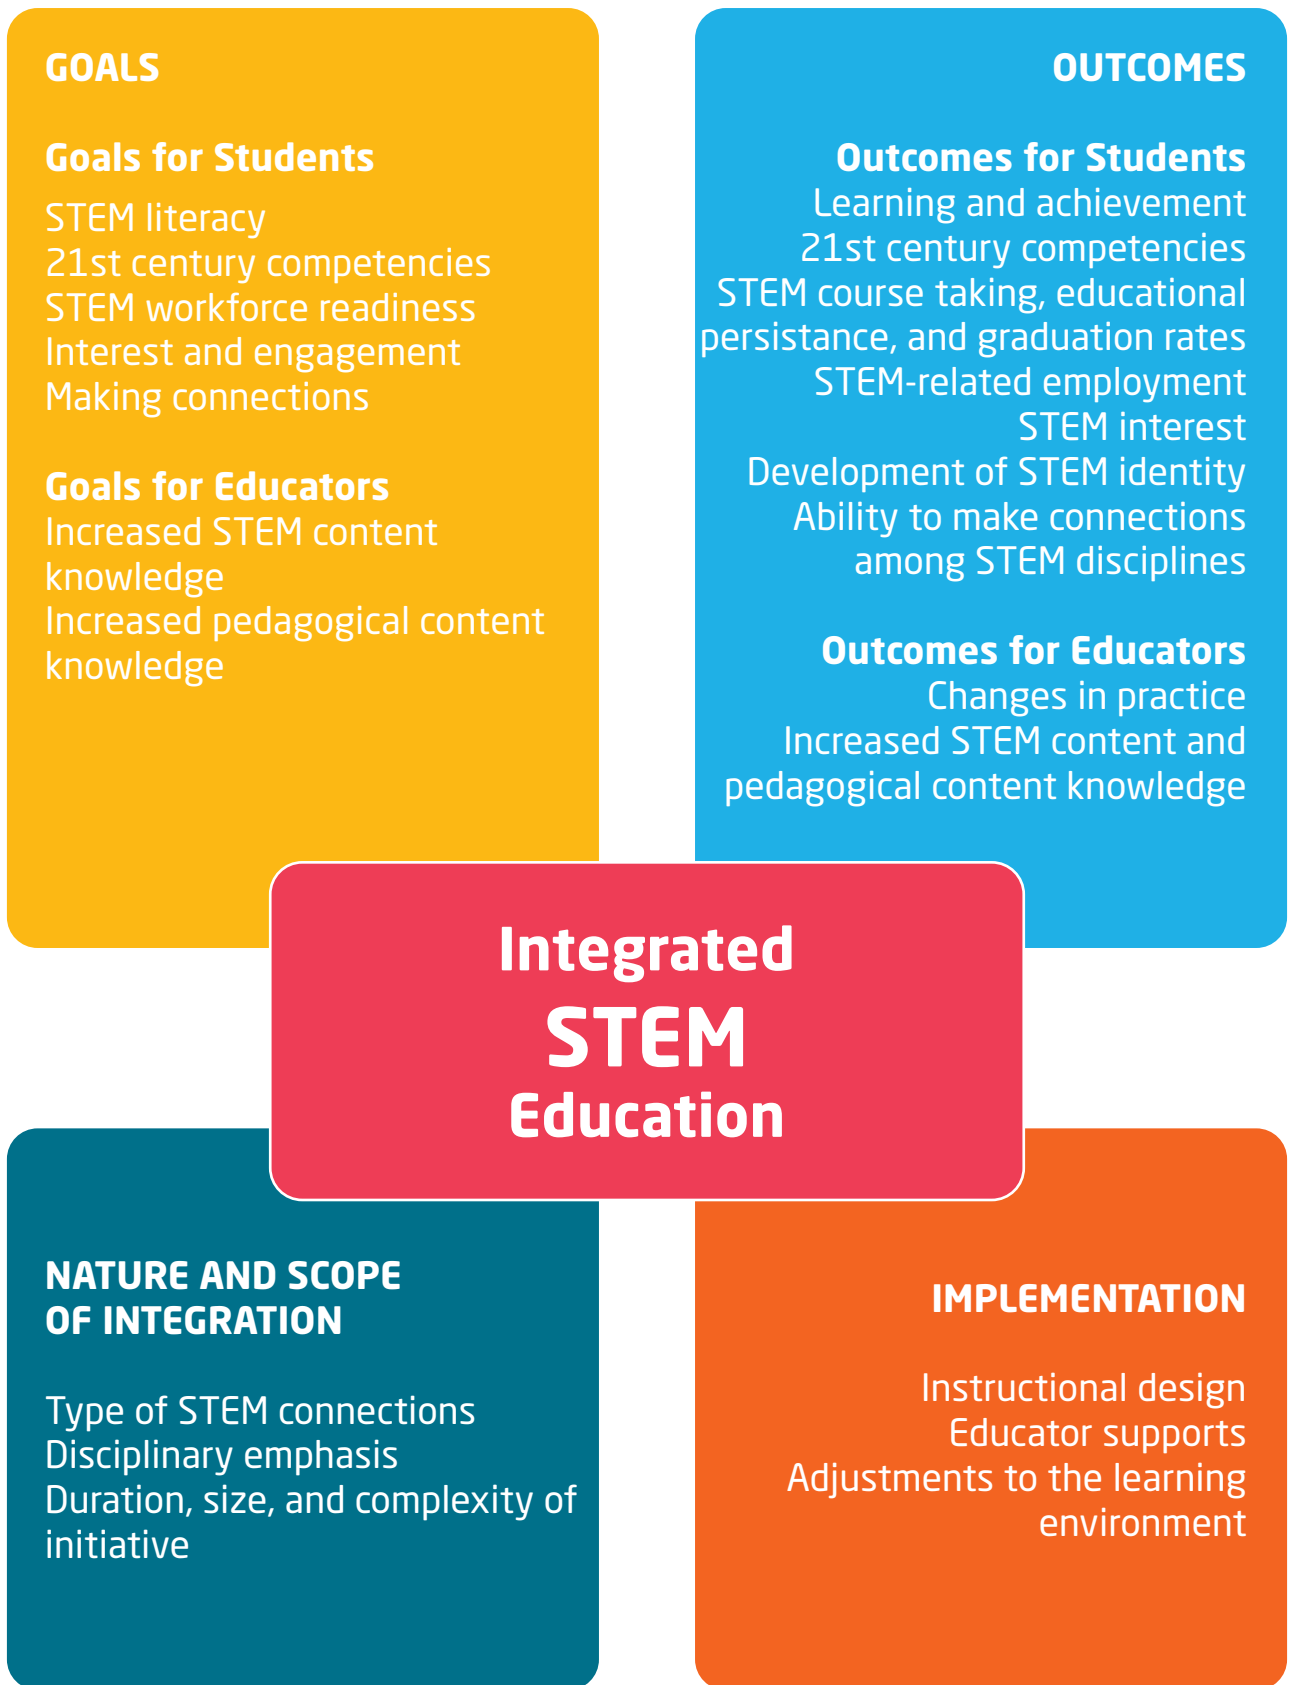 GOALS
Goals for Students
STEM literacy
21st century competencies
STEM workforce readiness
Interest and engagement
Making connections
Goals for Educators
Increased STEM content
knowledge
Increased pedagogical content
knowledge
OUTCOMES
Outcomes for Students
Learning and achievement
21st century competencies
STEM course taking, educational
persistance, and graduation rates
STEM-related employment
STEM interest
Development of STEM identity
Ability to make connections
among STEM disciplines
Outcomes for Educators
Changes in practice
Increased STEM content and
pedagogical content knowledge
Integrated
STEM
Education
NATURE AND SCOPE
OF INTEGRATION
Type of STEM connections
Disciplinary emphasis
Duration, size, and complexity of
initiative
IMPLEMENTATION
Instructional design
Educator supports
Adjustments to the learning
environment